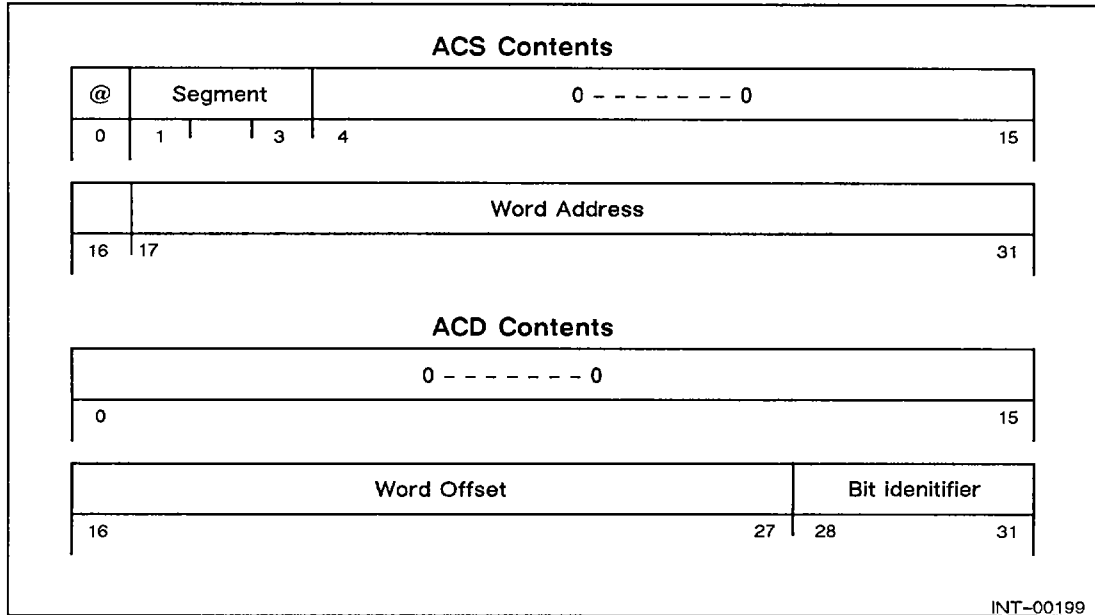 ACS Contents
@ Segment 0 - - - - - - - 0
0 1 3 4 15
Word Address
16 17 31
ACD Contents
0 - - - - - - - 0
0 15
Word Offset Bit idenitifier
16 27 28 31
INT-00199